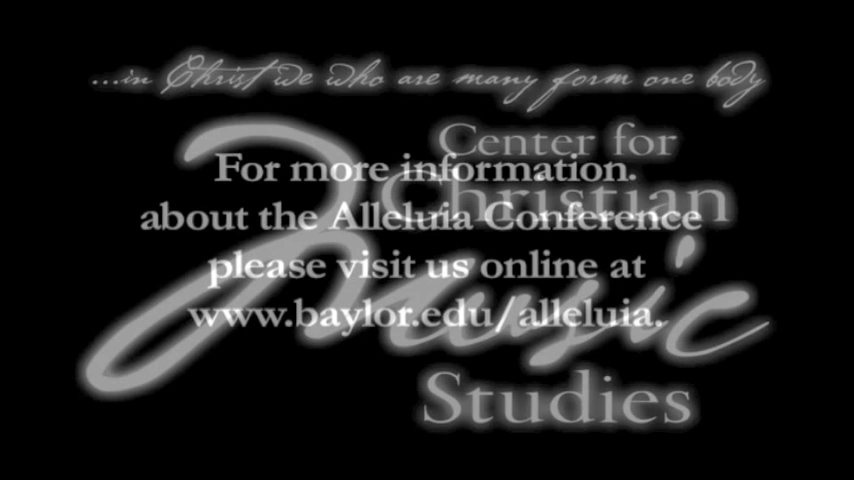 ...in Christ we who are many form one body
Center for
For more information.
Christian
about the Alleluia Conference
please visit us online at
Music
www.baylor.edu/alleluia.
Studies